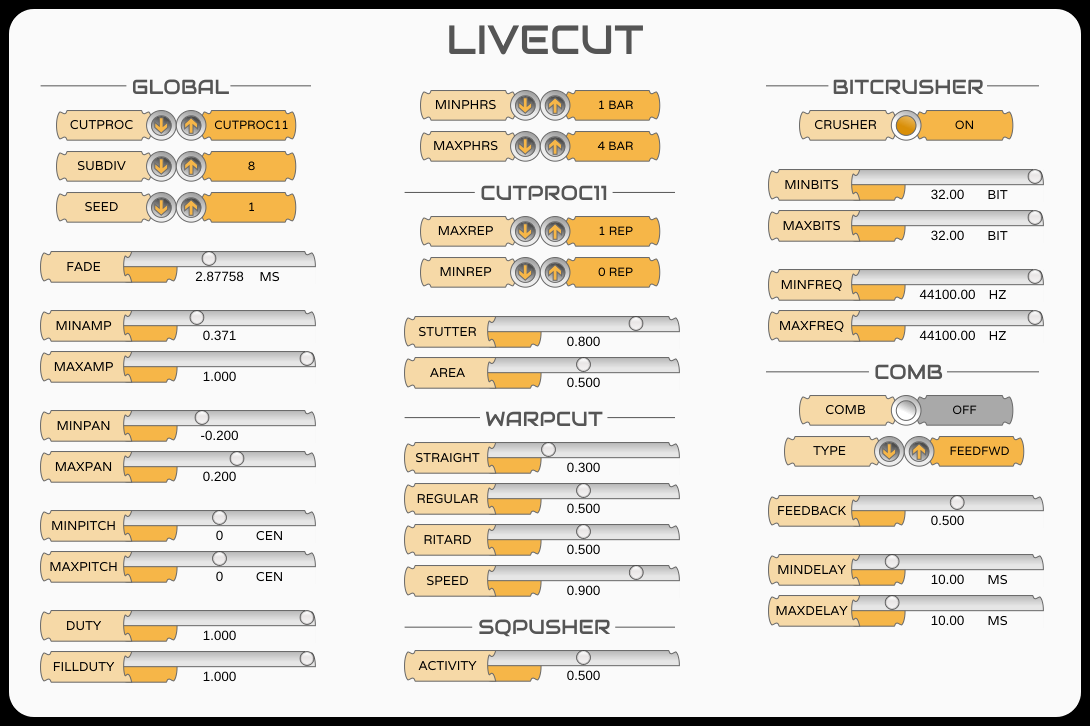 LIVECUT
GLOBAL
CUTPROC CUTPROC11
SUBDIV 8
SEED 1
FADE
2.87758 MS
MINAMP
0.371
MAXAMP
1.000
MINPAN
-0.200
MAXPAN
0.200
MINPITCH
0 CEN
MAXPITCH
0 CEN
DUTY
1.000
FILLDUTY
1.000
MINPHRS 1 BAR
MAXPHRS 4 BAR
CUTPROC11
MAXREP 1 REP
MINREP 0 REP
STUTTER
0.800
AREA
0.500
WARPCUT
STRAIGHT
0.300
REGULAR
0.500
RITARD
0.500
SPEED
0.900
SQPUSHER
ACTIVITY
0.500
BITCRUSHER
CRUSHER ON
MINBITS
32.00 BIT
MAXBITS
32.00 BIT
MINFREQ
44100.00 HZ
MAXFREQ
44100.00 HZ
COMB
COMB OFF
TYPE FEEDFWD
FEEDBACK
0.500
MINDELAY
10.00 MS
MAXDELAY
10.00 MS